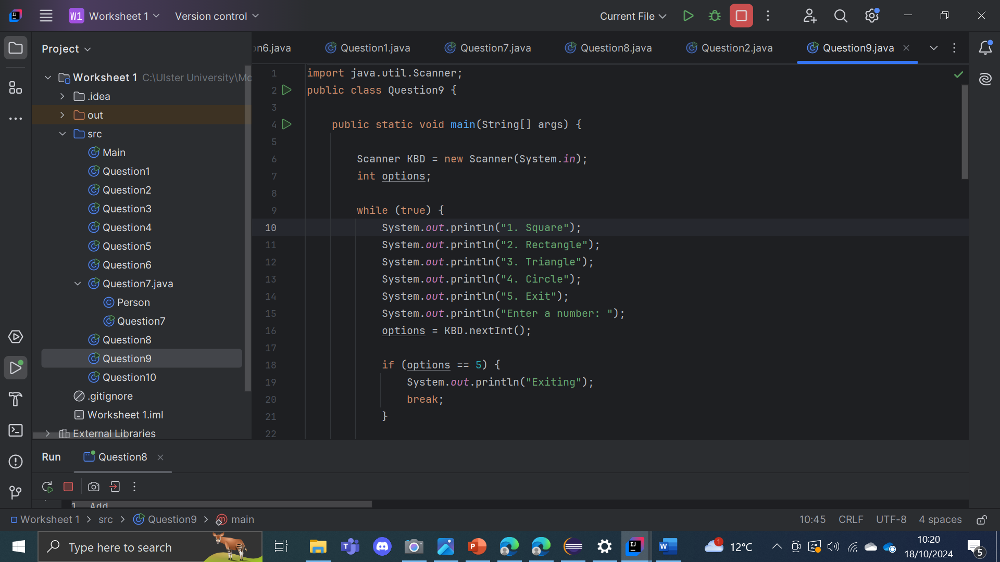 W1 Worksheet 1 Version control Current File
Project
n6.java Question1.java Question7.java Question8.java Question2.java Question9.java
Worksheet 1 C:\Ulster University\Mo
.idea
out
src
Main
Question1
Question2
Question3
Question4
Question5
Question6
Question7.java
Person
Question7
Question8
Question9
Question10
.gitignore
Worksheet 1.iml
External Libraries
1 import java.util.Scanner;
2 public class Question9 {
3
4 public static void main(String[] args) {
5
6 Scanner KBD = new Scanner(System.in);
7 int options;
8
9 while (true) {
10 System.out.println("1. Square");
11 System.out.println("2. Rectangle");
12 System.out.println("3. Triangle");
13 System.out.println("4. Circle");
14 System.out.println("5. Exit");
15 System.out.println("Enter a number: ");
16 options = KBD.nextInt();
17
18 if (options == 5) {
19 System.out.println("Exiting");
20 break;
21 }
22
Run Question8
1. Add
Worksheet 1 > src > Question9 > main 10:45 CRLF UTF-8 4 spaces
Type here to search 1 12°C 10:20
18/10/2024 5